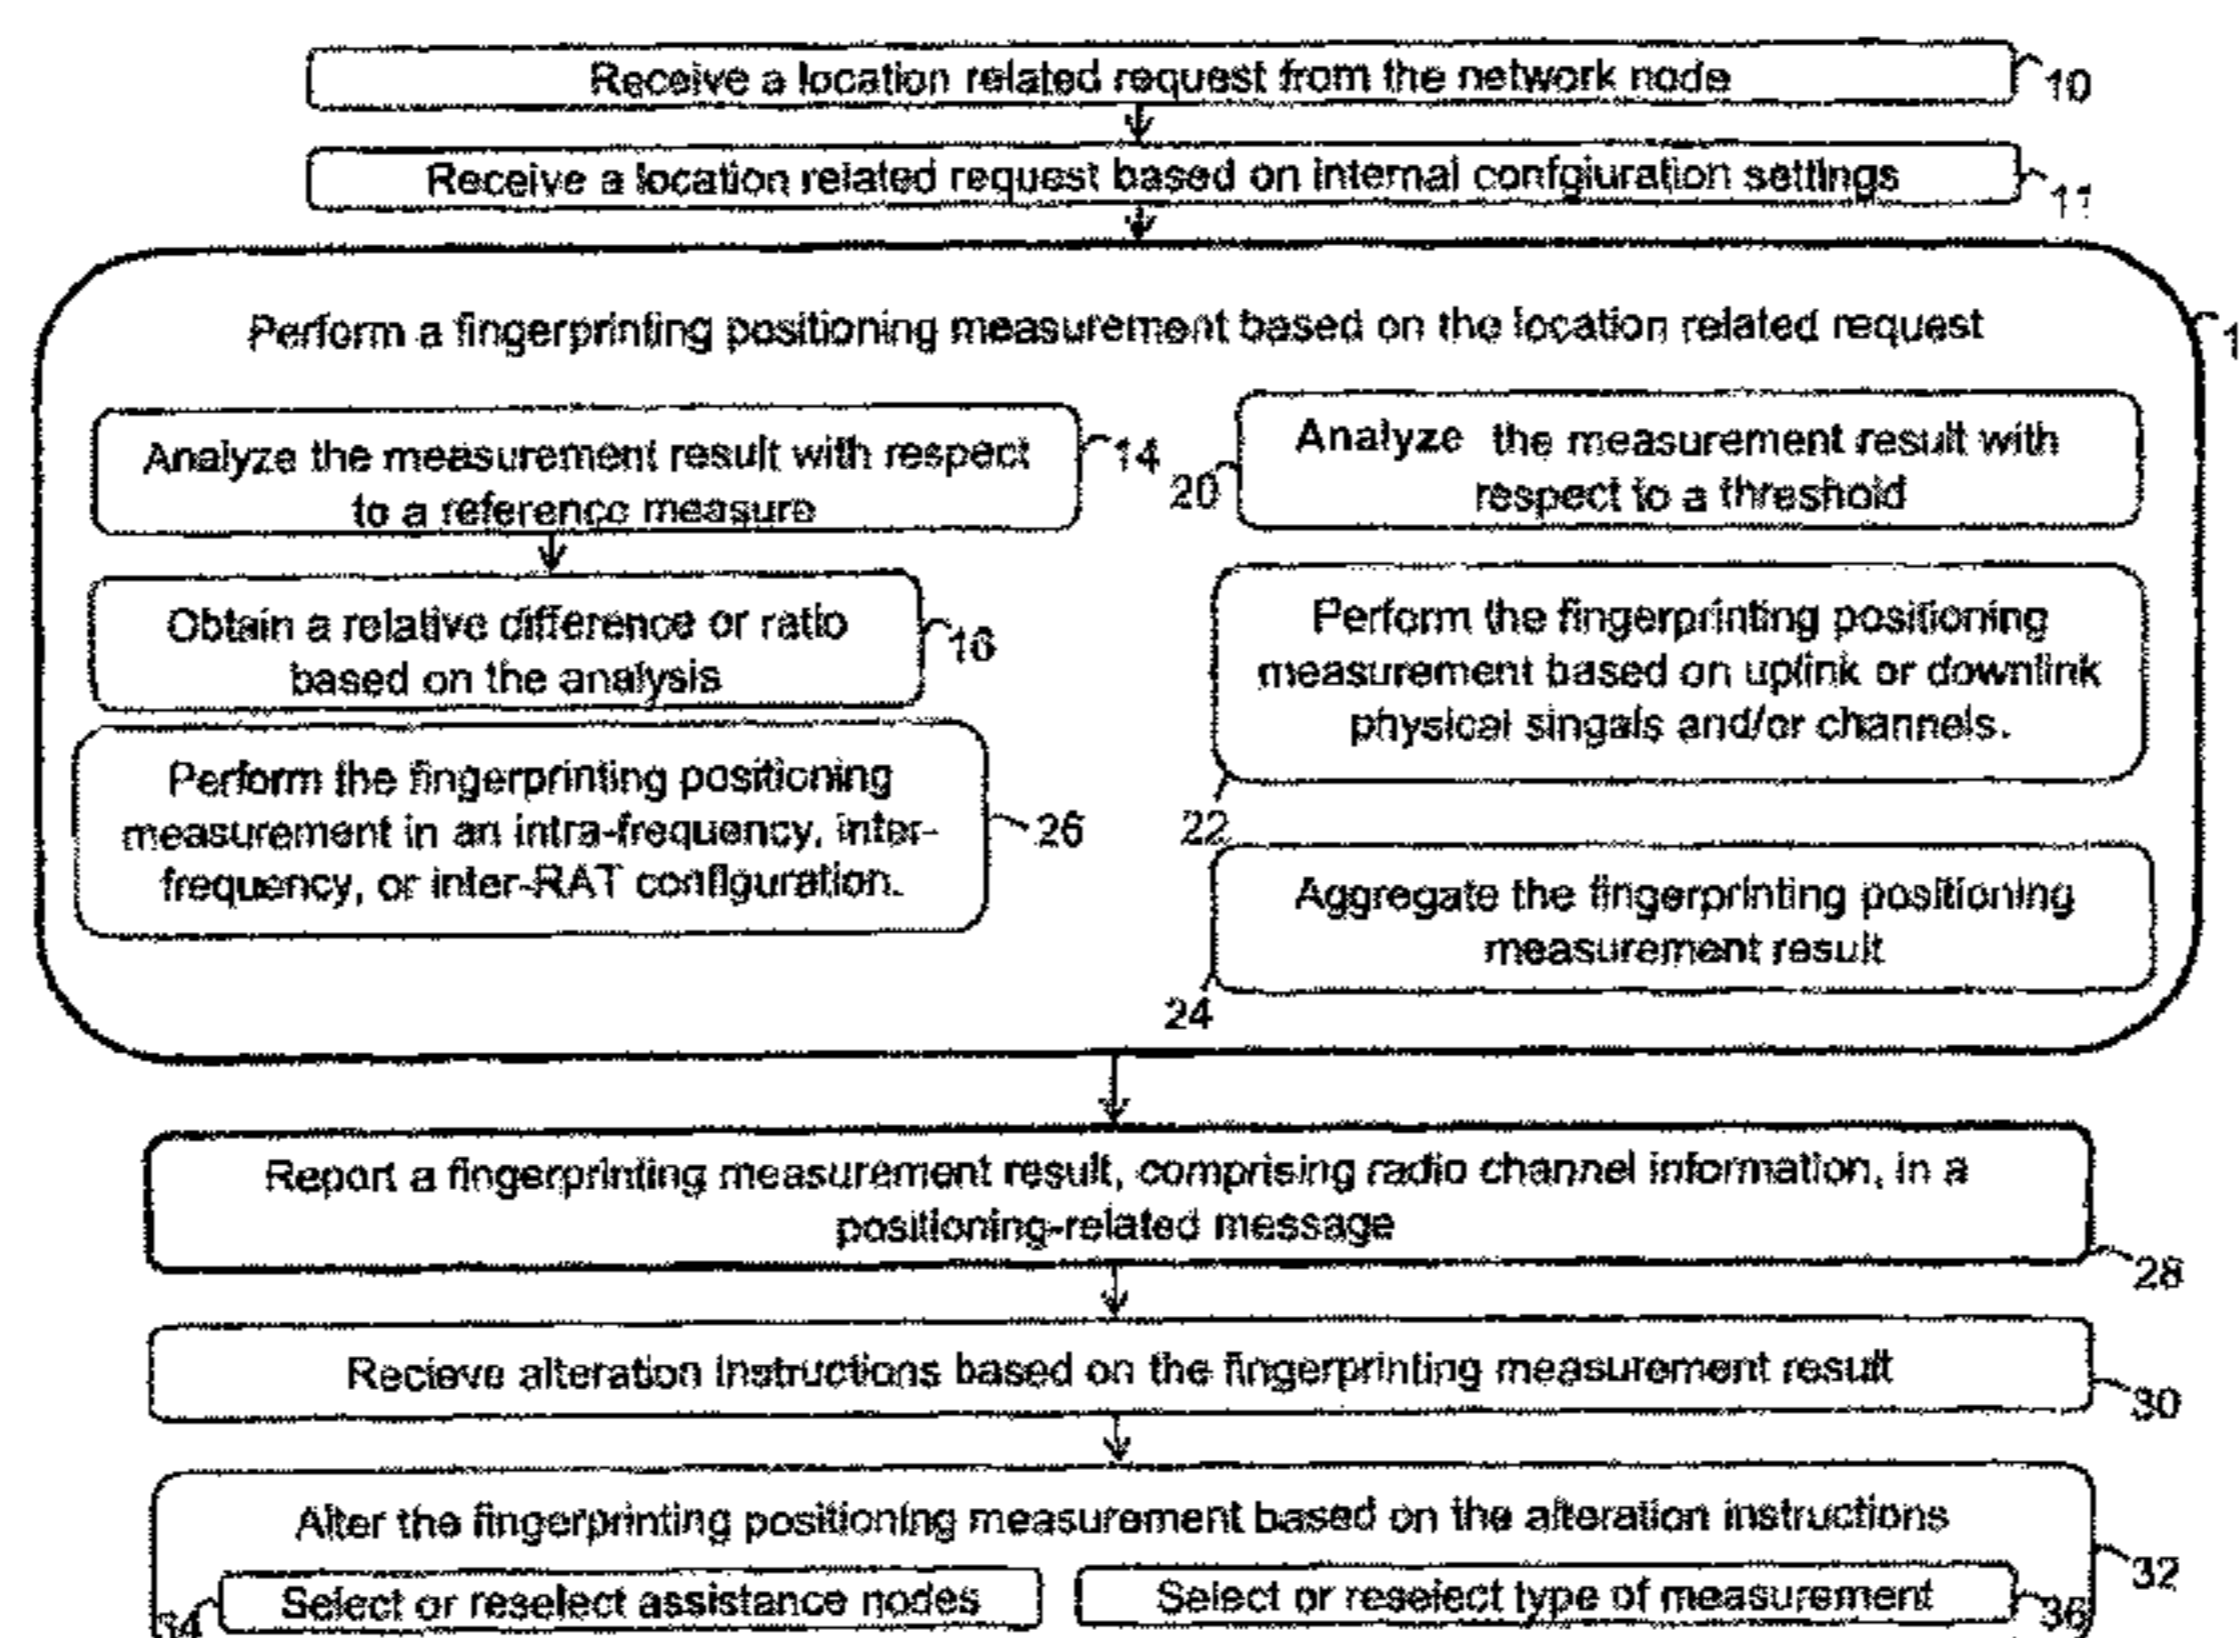 Receive a location related request from the network node
10
Receive a location related request based on internal confgiuration settings
11
Perform a fingerprinting positioning measurement based on the location related request
1
Analyze the measurement result with respect
to a reference measure
14
Obtain a relative difference or ratio
based on the analysis
16
Perform the fingerprinting positioning
measurement in an intra-frequency, inter-
frequency, or inter-RAT configuration.
26
Analyze the measurement result with
respect to a threshold
20
Perform the fingerprinting positioning
measurement based on uplink or downlink
physical singals and/or channels.
22
Aggregate the fingerprinting positioning
measurement result
24
Report a fingerprinting measurement result, comprising radio channel information, in a
positioning-related message
28
Recieve alteration instructions based on the fingerprinting measurement result
30
Alter the fingerprinting positioning measurement based on the alteration instructions
32
Select or reselect assistance nodes
34
Select or reselect type of measurement
36